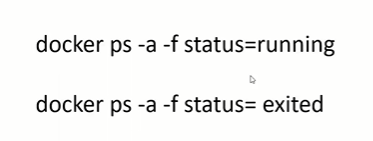 docker ps -a -f status=running
docker ps -a -f status= exited